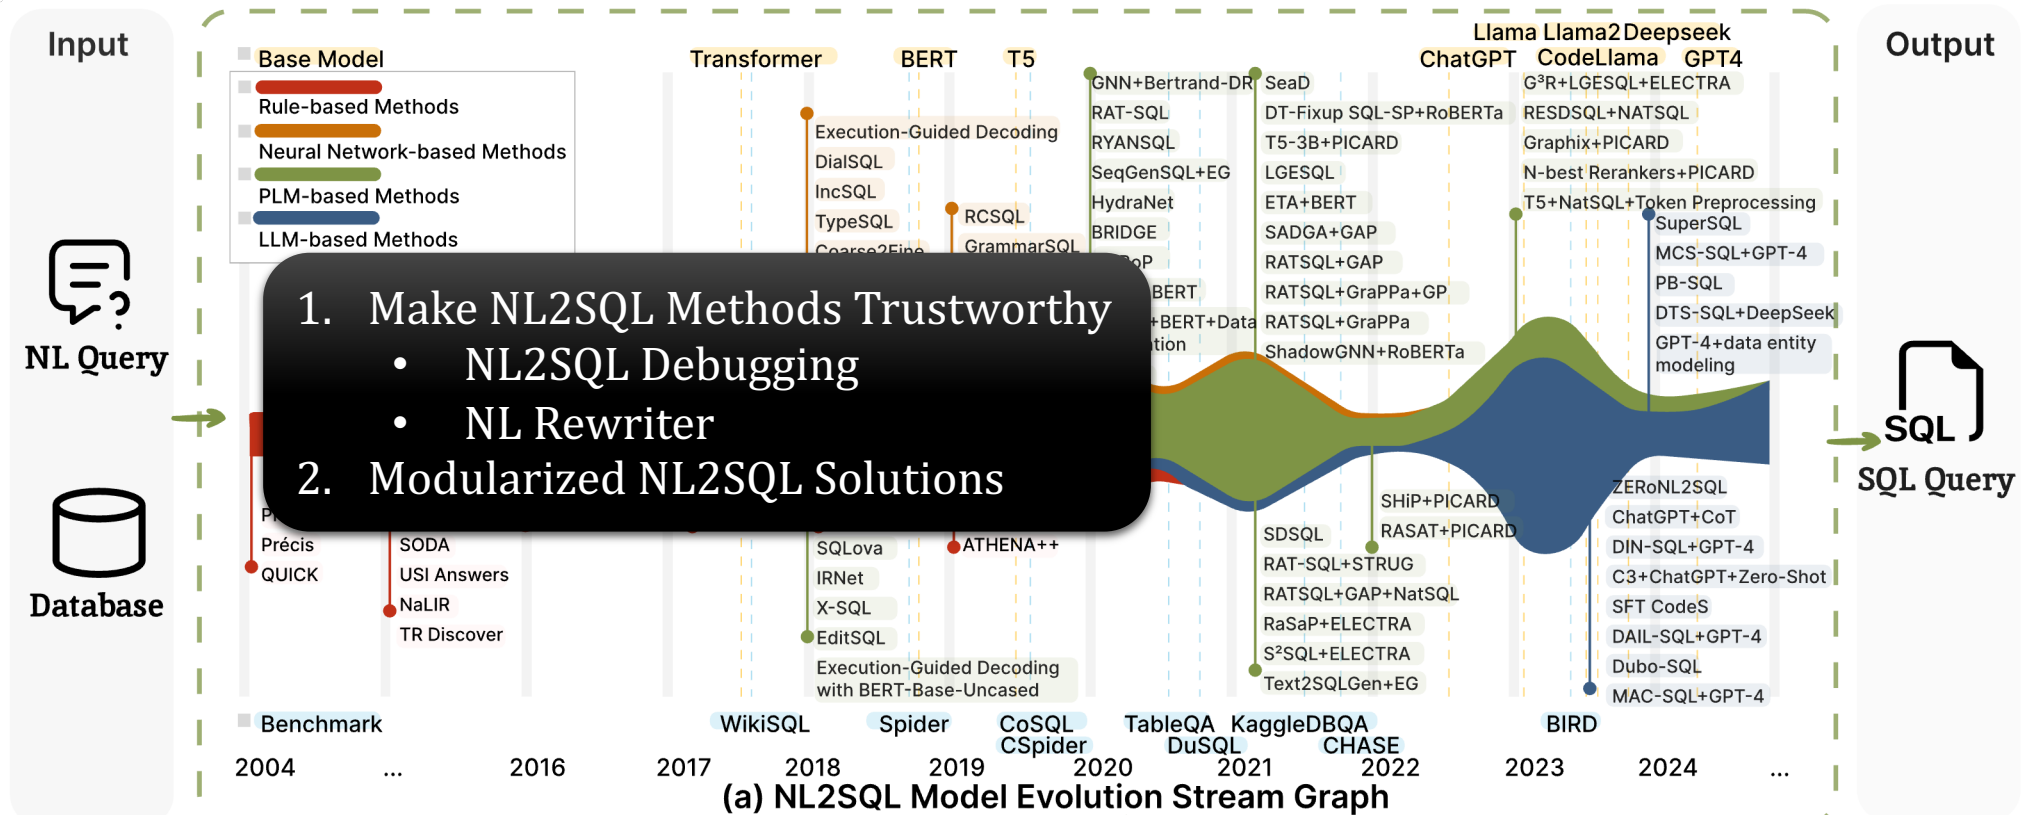 Input
NL Query
Database
Base Model
Rule-based Methods
Neural Network-based Methods
PLM-based Methods
LLM-based Methods
Transformer
BERT
T5
ChatGPT
Llama
Llama2
Deepseek
CodeLlama
GPT4
Execution-Guided Decoding
DialSQL
IncSQL
TypeSQL
Coarse2Fine
RCSQL
GrammarSQL
GNN+Bertrand-DR
RAT-SQL
RYANSQL
SeqGenSQL+EG
HydraNet
BRIDGE
BERT
+BERT+Data
SeaD
DT-Fixup SQL-SP+RoBERTa
T5-3B+PICARD
LGESQL
ETA+BERT
SADGA+GAP
RATSQL+GAP
RATSQL+GraPPa+GP
RATSQL+GraPPa
ShadowGNN+RoBERTa
G³R+LGESQL+ELECTRA
RESDSQL+NATSQL
Graphix+PICARD
N-best Rerankers+PICARD
T5+NatSQL+Token Preprocessing
SuperSQL
MCS-SQL+GPT-4
PB-SQL
DTS-SQL+DeepSeek
GPT-4+data entity
modeling
1. Make NL2SQL Methods Trustworthy
• NL2SQL Debugging
• NL Rewriter
2. Modularized NL2SQL Solutions
Précis
QUICK
SODA
USI Answers
NaLIR
TR Discover
SQLova
IRNet
X-SQL
EditSQL
Execution-Guided Decoding
with BERT-Base-Uncased
ATHENA++
SDSQL
RAT-SQL+STRUG
RATSQL+GAP+NatSQL
RaSaP+ELECTRA
S²SQL+ELECTRA
Text2SQLGen+EG
SHiP+PICARD
RASAT+PICARD
ZERoNL2SQL
ChatGPT+CoT
DIN-SQL+GPT-4
C3+ChatGPT+Zero-Shot
SFT CodeS
DAIL-SQL+GPT-4
Dubo-SQL
MAC-SQL+GPT-4
Benchmark
WikiSQL
Spider
CoSQL
CSpider
TableQA
DuSQL
KaggleDBQA
CHASE
BIRD
2004 ... 2016 2017 2018 2019 2020 2021 2022 2023 2024 ...
(a) NL2SQL Model Evolution Stream Graph
Output
SQL
SQL Query